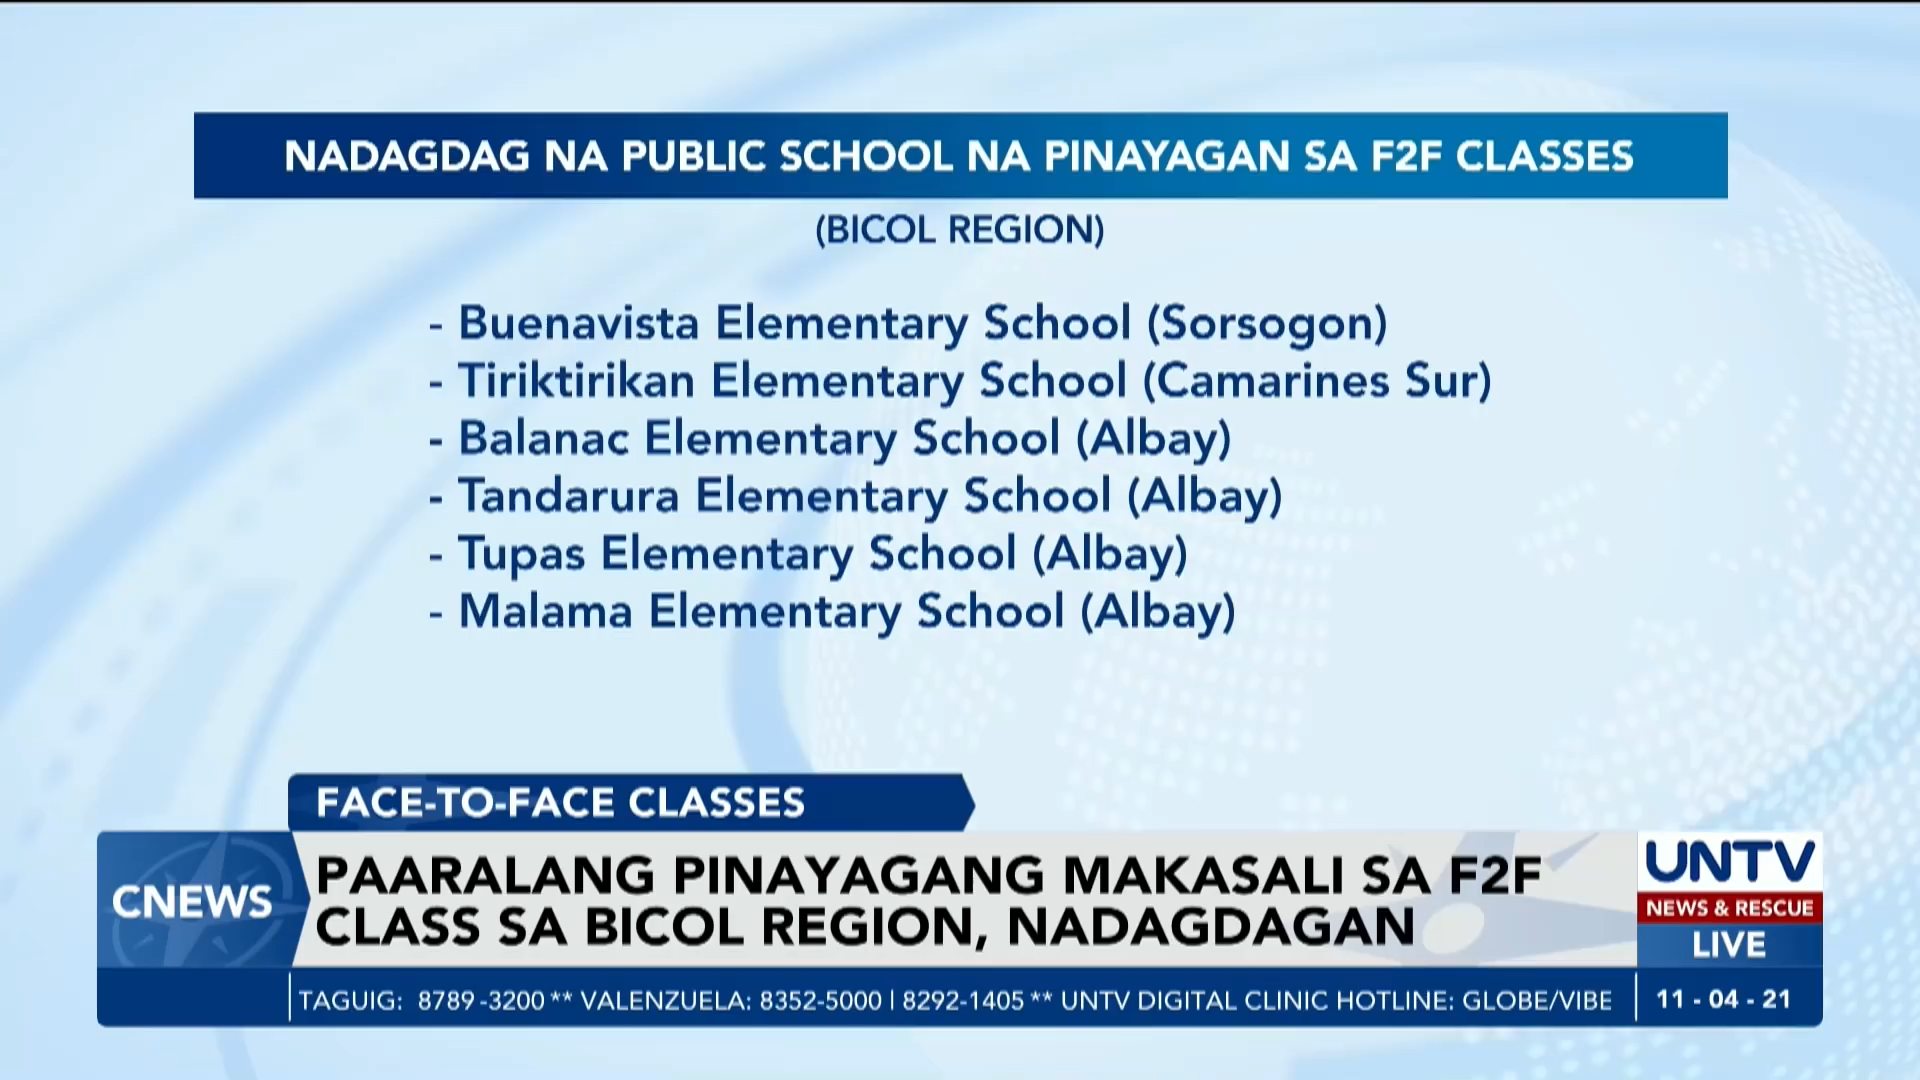 NADAGDAG NA PUBLIC SCHOOL NA PINAYAGAN SA F2F CLASSES
(BICOL REGION)
- Buenavista Elementary School (Sorsogon)
- Tiriktirikan Elementary School (Camarines Sur)
- Balanac Elementary School (Albay)
- Tandarura Elementary School (Albay)
- Tupas Elementary School (Albay)
- Malama Elementary School (Albay)
FACE-TO-FACE CLASSES
CNEWS
PAARALANG PINAYAGANG MAKASALI SA F2F
CLASS SA BICOL REGION, NADAGDAGAN
UNTV
NEWS & RESCUE
LIVE
TAGUIG: 8789-3200 ** VALENZUELA: 8352-5000 | 8292-1405 ** UNTV DIGITAL CLINIC HOTLINE: GLOBE/VIBE
11 - 04 - 21